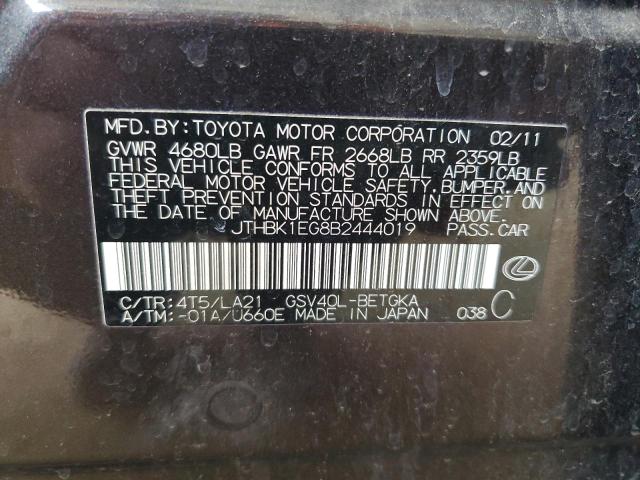 MFD.BY:TOYOTA MOTOR CORPORATION 02/11
GVWR 4680LB GAWR FR 2668LB RR 2359LB
THIS VEHICLE CONFORMS TO ALL APPLICABLE
FEDERAL MOTOR VEHICLE SAFETY,BUMPER,AND
THEFT PREVENTION STANDARDS IN EFFECT ON
THE DATE OF MANUFACTURE SHOWN ABOVE.
JTHBK1EG8B2444019 PASS.CAR
C/TR:4T5/LA21 GSV40L-BETGKA
A/TM:-01A/U660E MADE IN JAPAN 038 C